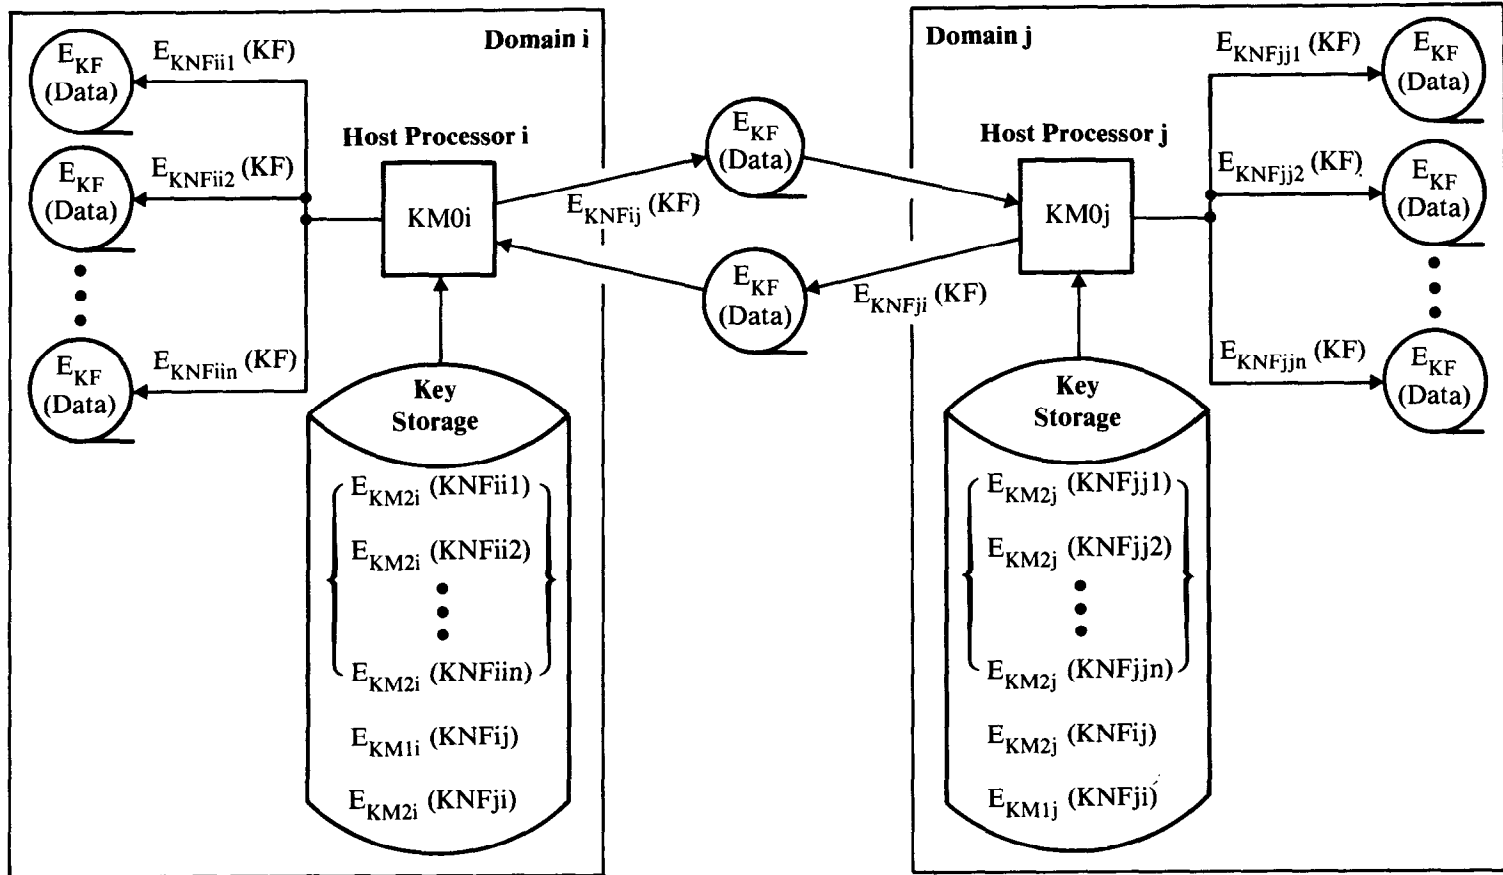 Domain i
E_KF
(Data)
E_KNFii1 (KF)
E_KF
(Data)
E_KNFii2 (KF)
E_KF
(Data)
E_KNFiin (KF)
Host Processor i
KM0i
Key
Storage
E_KM2i (KNFii1)
E_KM2i (KNFii2)
E_KM2i (KNFiin)
E_KM1i (KNFij)
E_KM2i (KNFji)
E_KF
(Data)
E_KNFij (KF)
E_KF
(Data)
E_KNFji (KF)
Domain j
Host Processor j
KM0j
Key
Storage
E_KM2j (KNFjj1)
E_KM2j (KNFjj2)
E_KM2j (KNFjjn)
E_KM2j (KNFij)
E_KM1j (KNFji)
E_KNFjj1 (KF)
E_KF
(Data)
E_KNFjj2 (KF)
E_KF
(Data)
E_KNFjjn (KF)
E_KF
(Data)